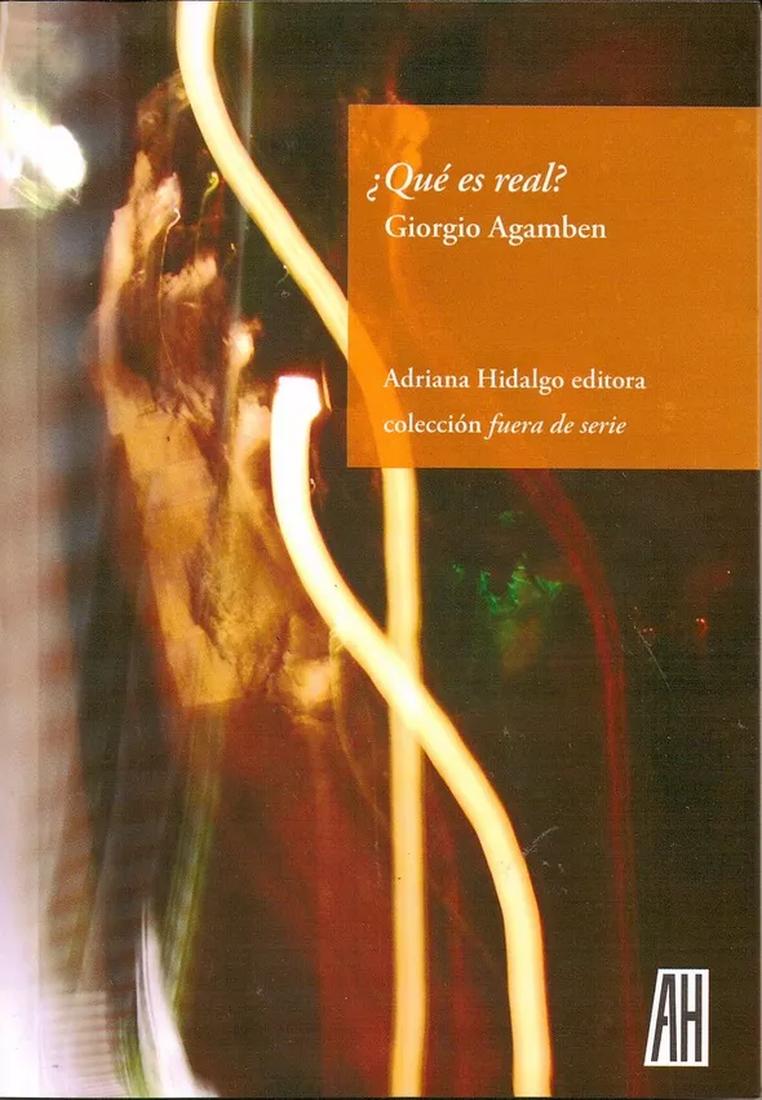 ¿Qué es real?
Giorgio Agamben
Adriana Hidalgo editora
colección fuera de serie
AH